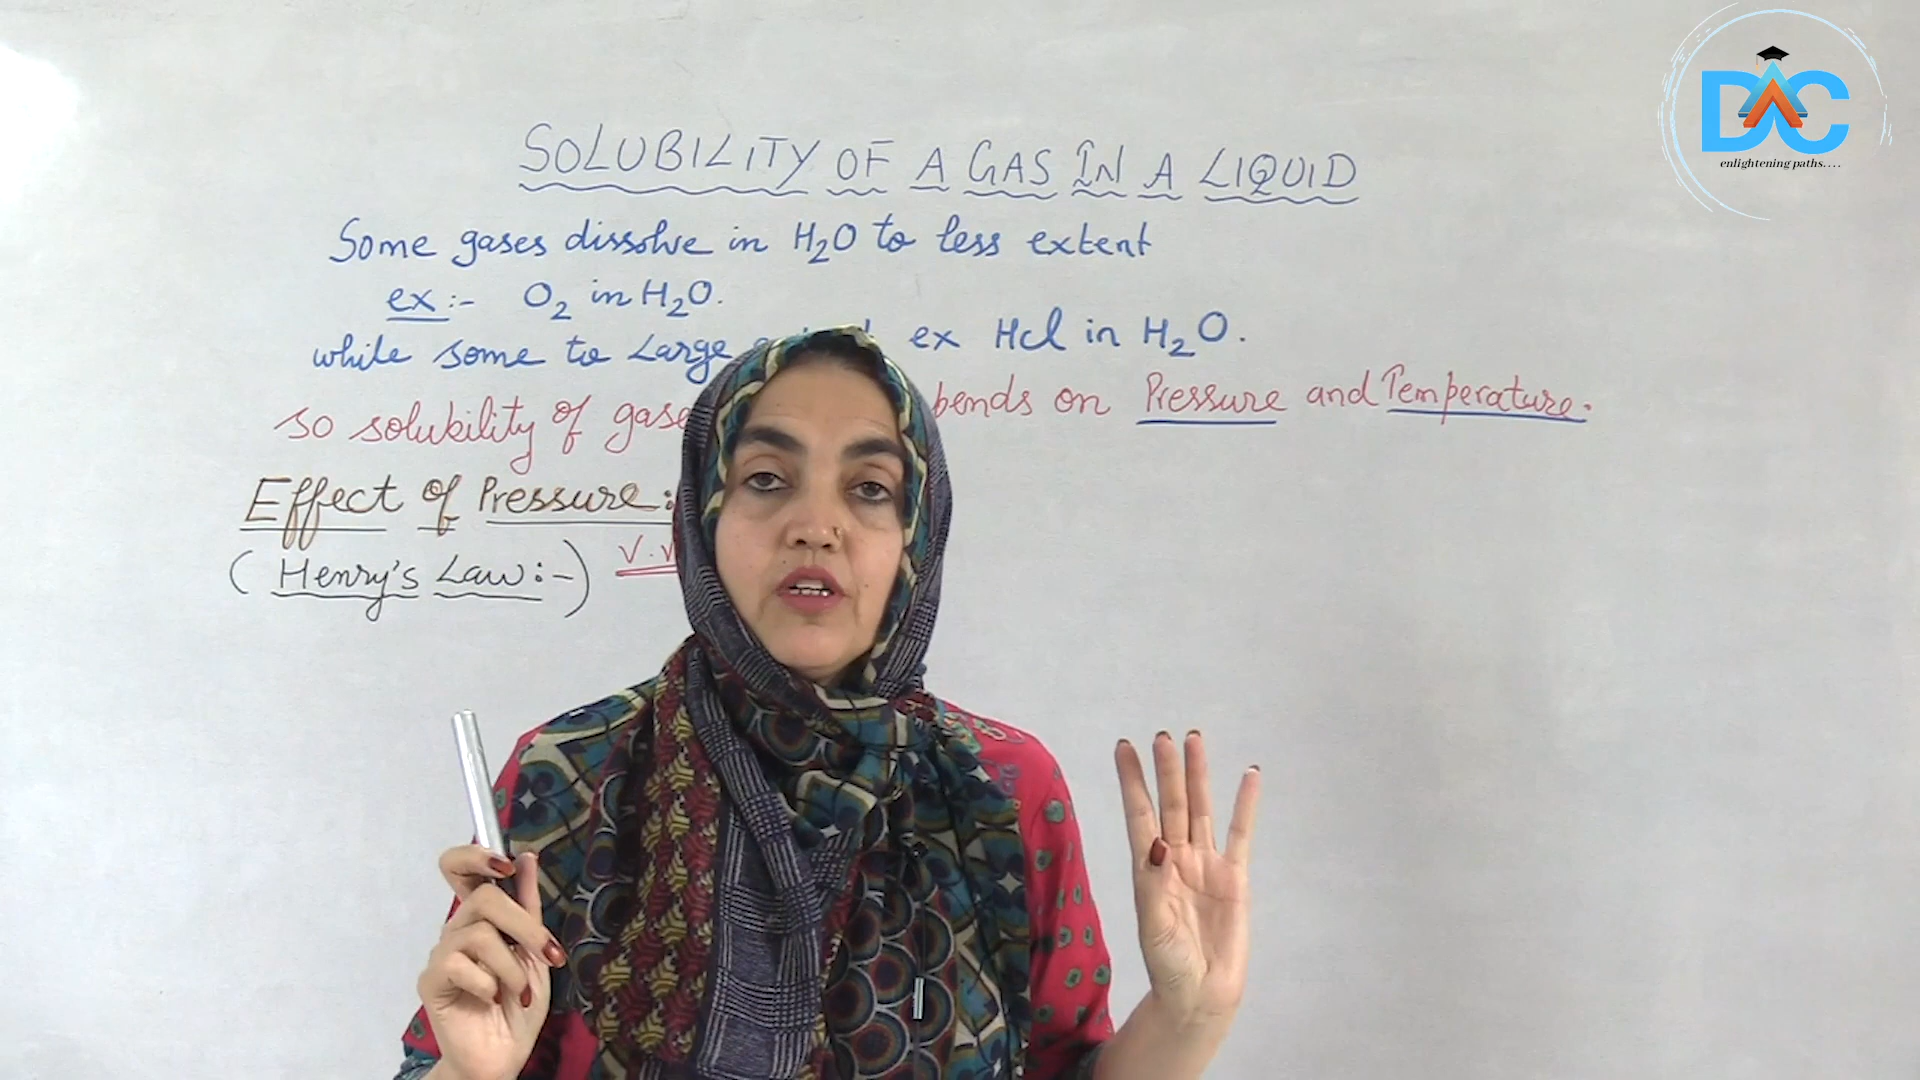 DAC
enlightening paths....
SOLUBILITY OF A GAS IN A LIQUID
Some gases dissolve in H2O to less extent
ex:- O2 in H2O.
while some to Large ex Hcl in H2O.
so solubility of pends on Pressure and Temperature.
Effect of Pressure:
(Henry's Law:-)